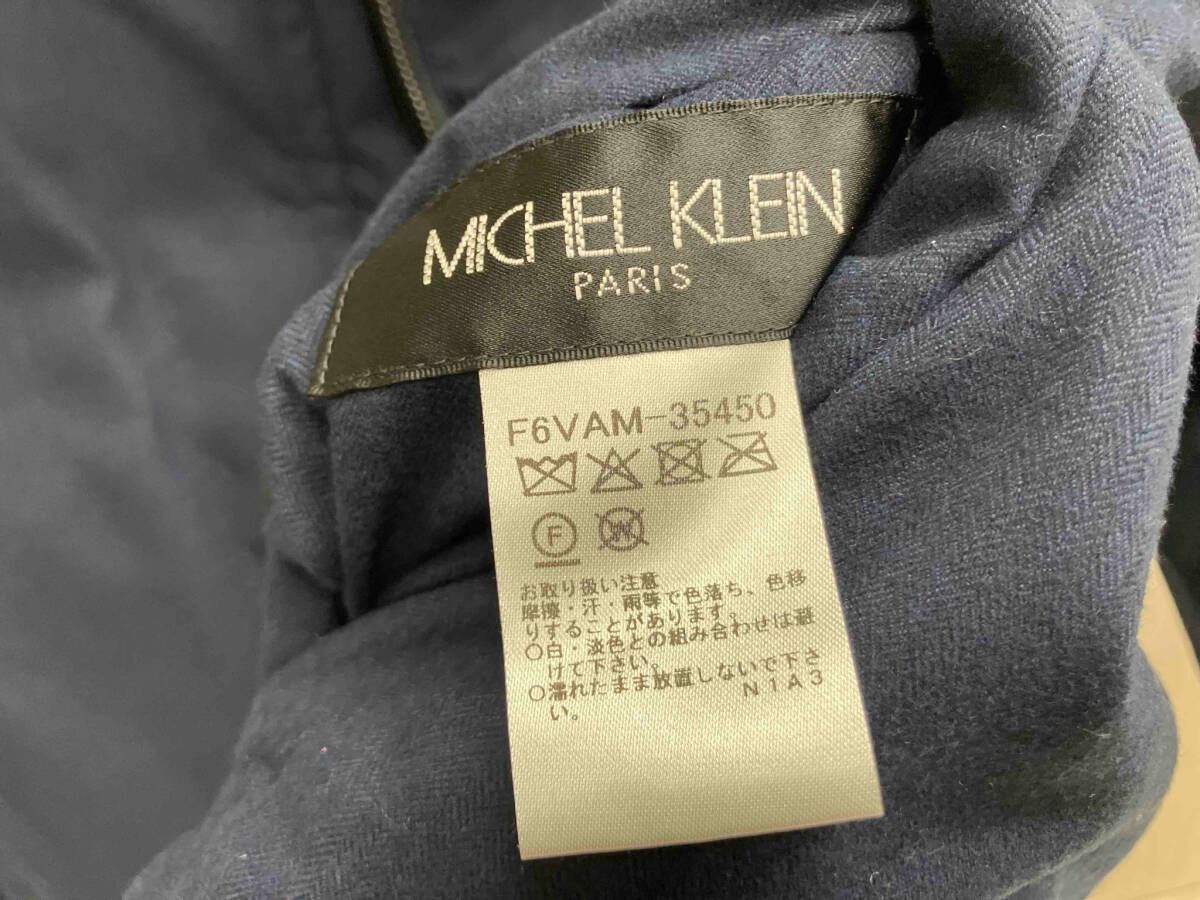 MICHEL KLEIN
PARIS
F6VAM-35450
F W
お取り扱い注意
摩擦・汗・雨等で色落ち、色移
りすることがあります。
○白・淡色との組み合わせは避
けて下さい。
○濡れたまま放置しないで下さ
い。 N1A3